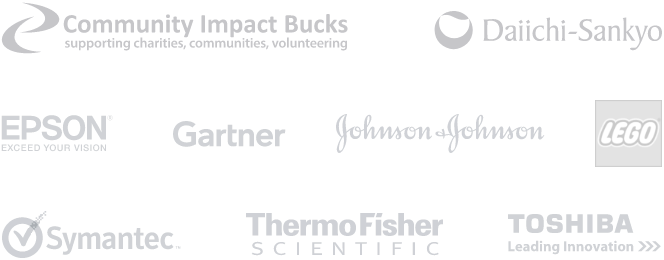 Community Impact Bucks
supporting charities, communities, volunteering
Daiichi-Sankyo
EPSON®
EXCEED YOUR VISION
Gartner
Johnson & Johnson
LEGO
Symantec™
ThermoFisher
SCIENTIFIC
TOSHIBA
Leading Innovation >>>